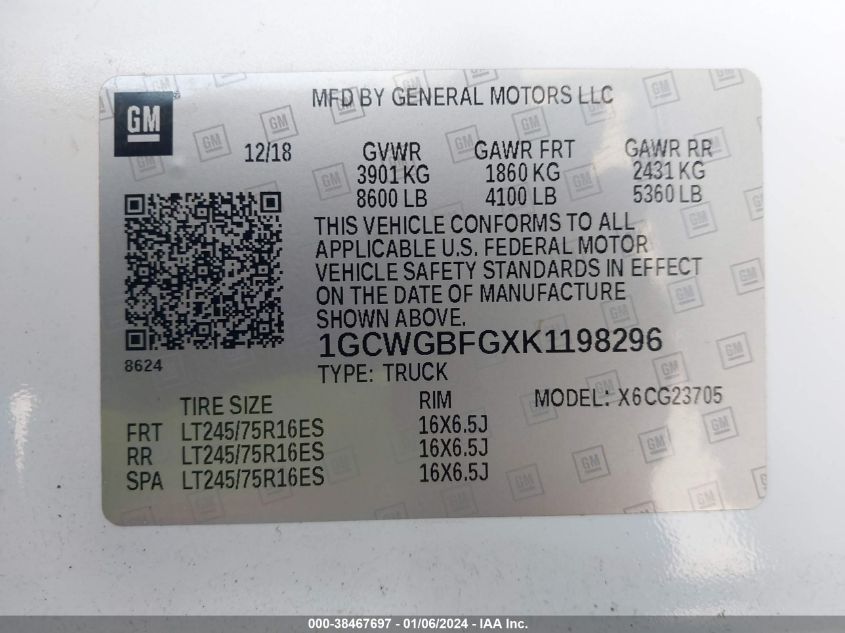 GM
MFD BY GENERAL MOTORS LLC
12/18 GVWR GAWR FRT GAWR RR
3901 KG 1860 KG 2431 KG
8600 LB 4100 LB 5360 LB
THIS VEHICLE CONFORMS TO ALL
APPLICABLE U.S. FEDERAL MOTOR
VEHICLE SAFETY STANDARDS IN EFFECT
ON THE DATE OF MANUFACTURE
SHOWN ABOVE.
8624
1GCWGBFGXK1198296
TYPE: TRUCK
MODEL: X6CG23705
TIRE SIZE RIM
FRT LT245/75R16ES 16X6.5J
RR LT245/75R16ES 16X6.5J
SPA LT245/75R16ES 16X6.5J
000-38467697 - 01/06/2024 - IAA Inc.